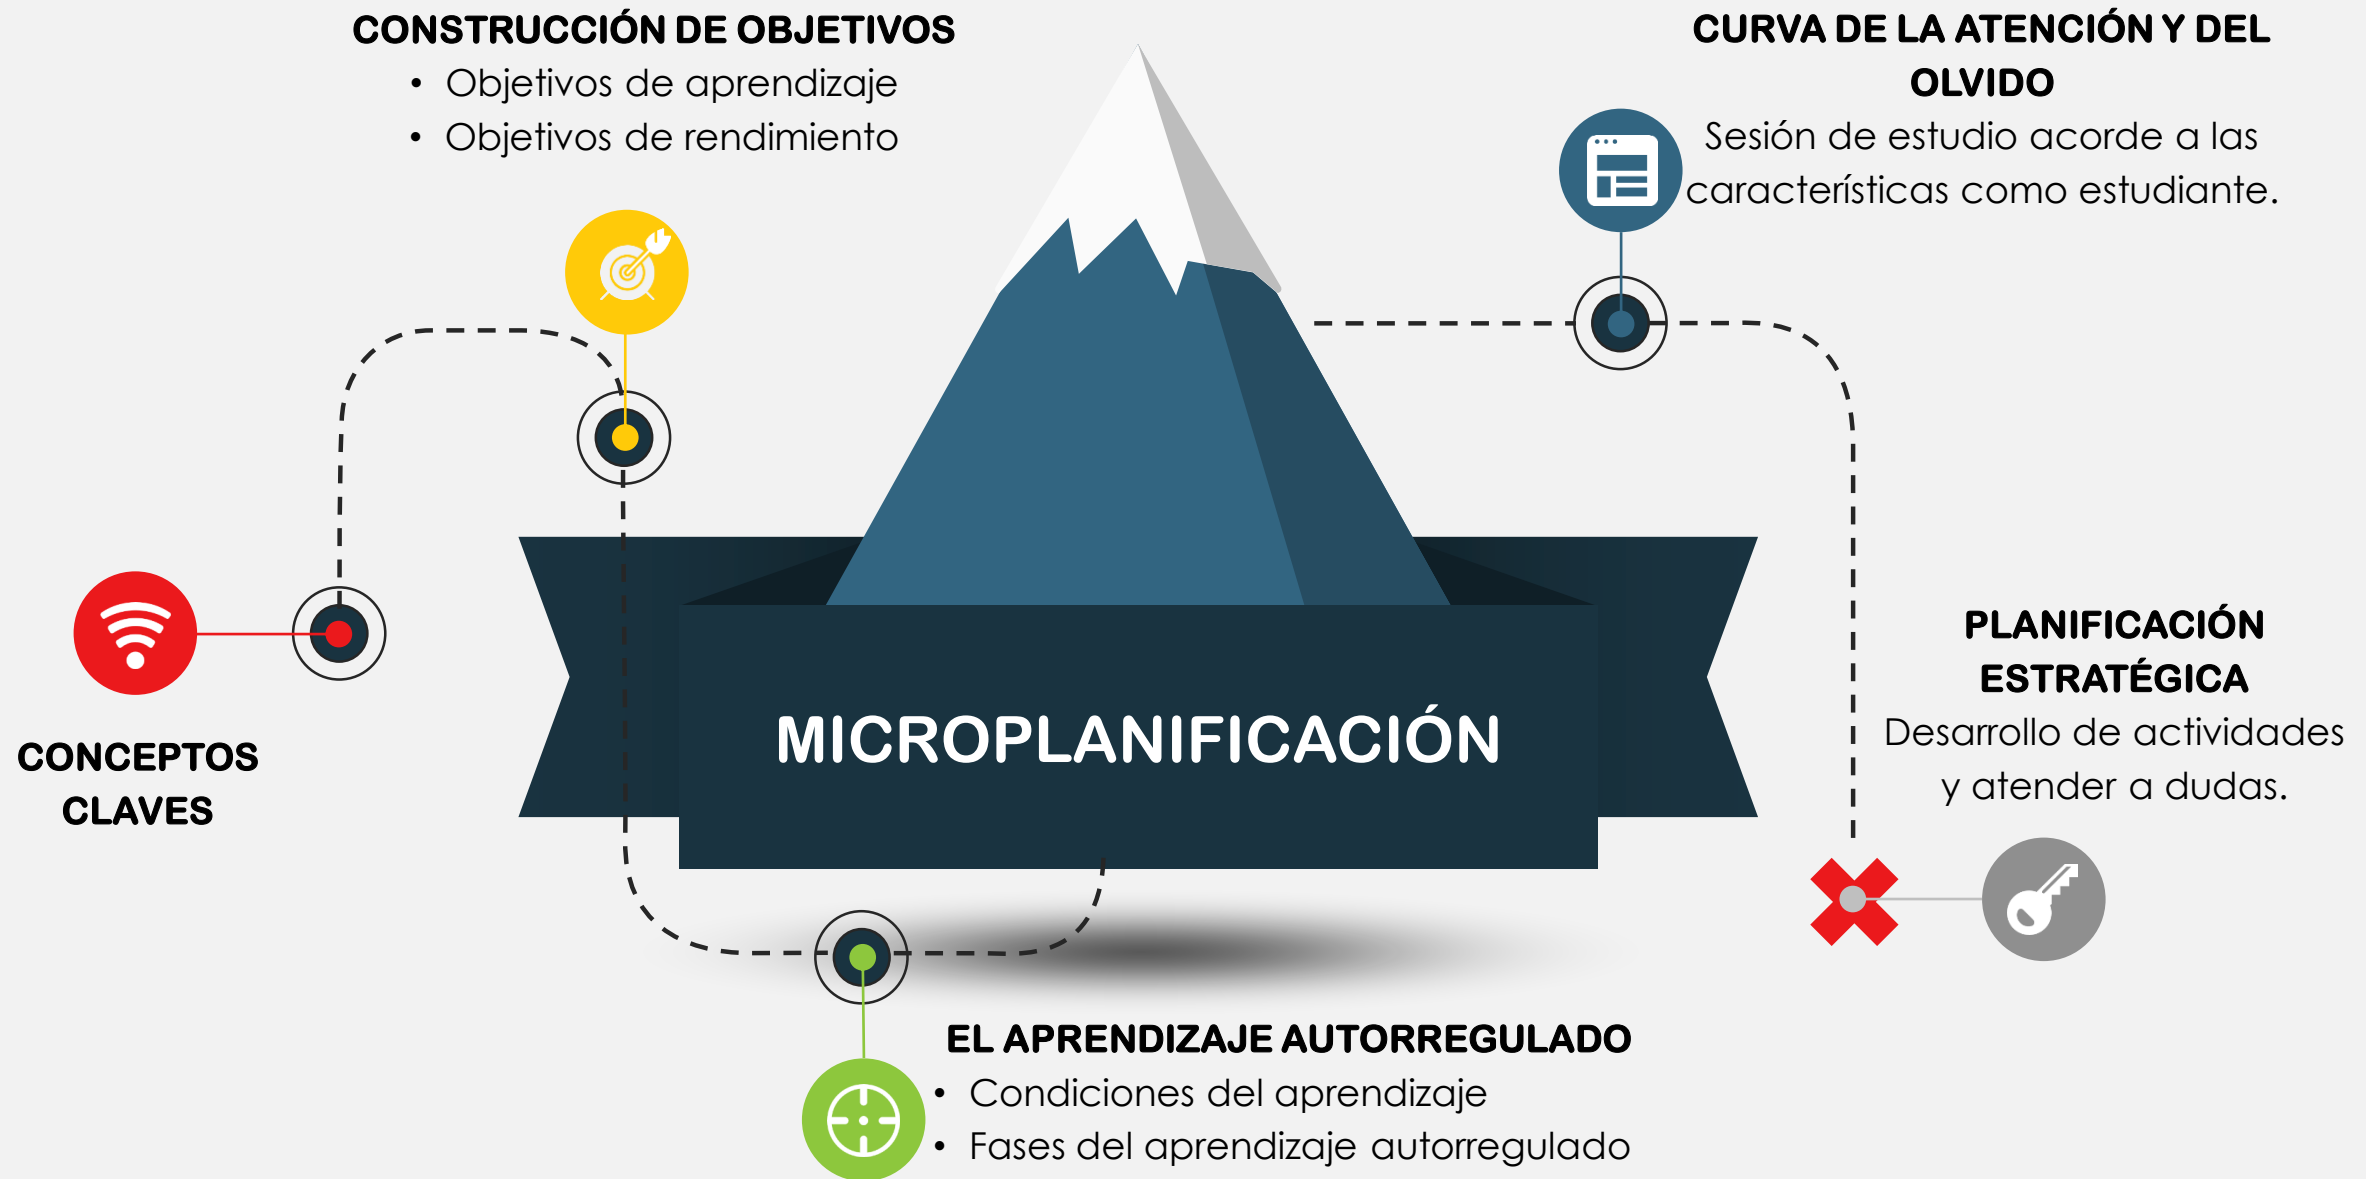 CONSTRUCCIÓN DE OBJETIVOS
• Objetivos de aprendizaje
• Objetivos de rendimiento
CURVA DE LA ATENCIÓN Y DEL
OLVIDO
Sesión de estudio acorde a las
características como estudiante.
CONCEPTOS
CLAVES
MICROPLANIFICACIÓN
PLANIFICACIÓN
ESTRATÉGICA
Desarrollo de actividades
y atender a dudas.
EL APRENDIZAJE AUTORREGULADO
• Condiciones del aprendizaje
• Fases del aprendizaje autorregulado